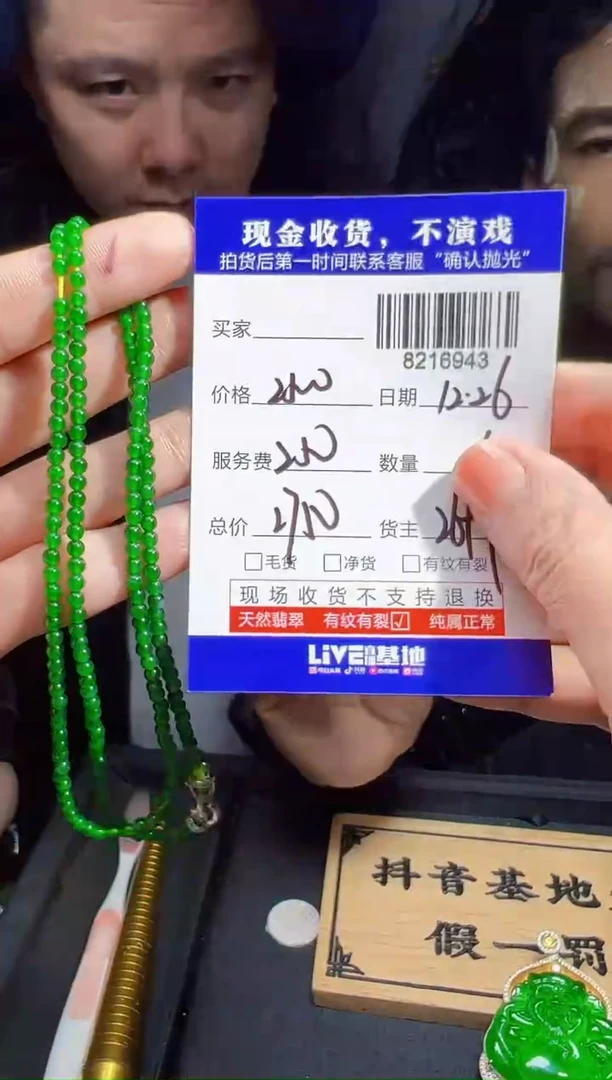 现金收货，不演戏
拍货后第一时间联系客服“确认抛光”
买家
8216943
价格 日期 12.26
服务费 数量
总价 货主
毛货 净货 有纹有裂
现场收货不支持退换
天然翡翠 有纹有裂☑ 纯属正常
LiVE 基地
抖音基地
假一罚